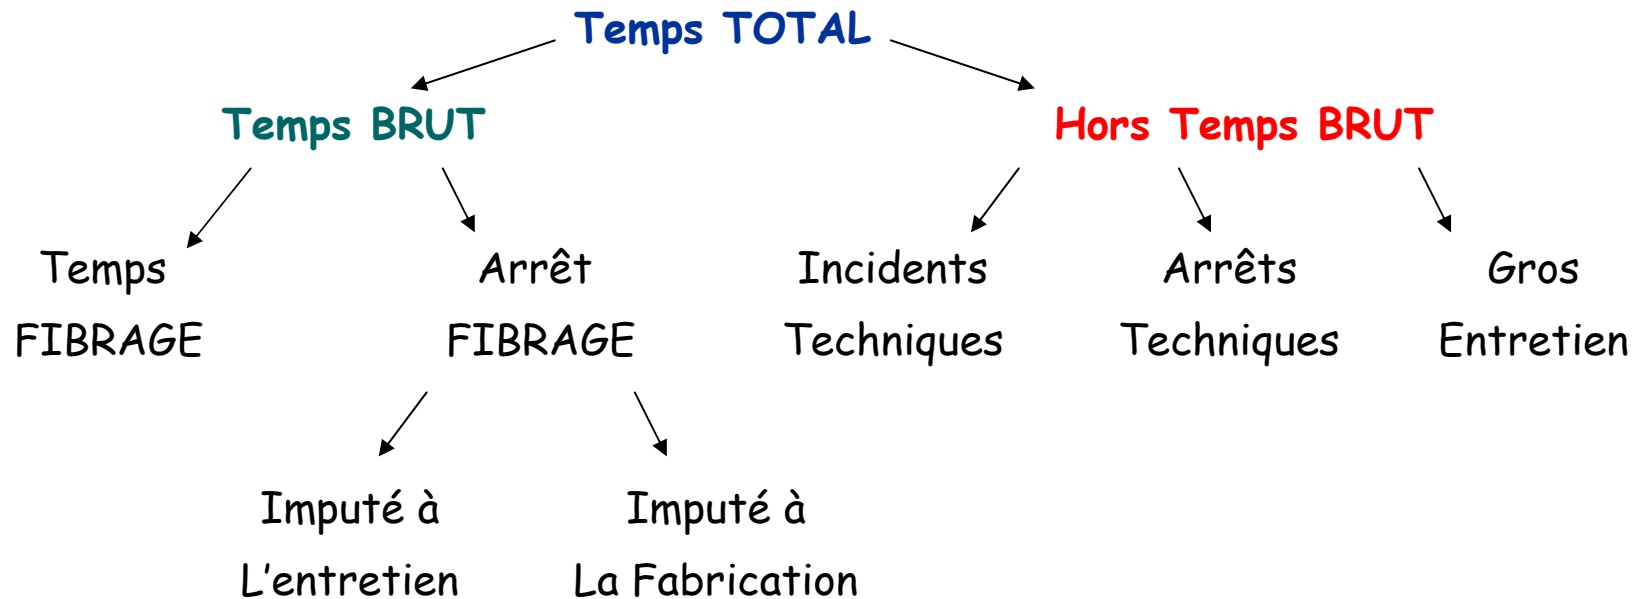 Temps TOTAL
Temps BRUT
Hors Temps BRUT
Temps
FIBRAGE
Arrêt
FIBRAGE
Incidents
Techniques
Arrêts
Techniques
Gros
Entretien
Imputé à
L'entretien
Imputé à
La Fabrication